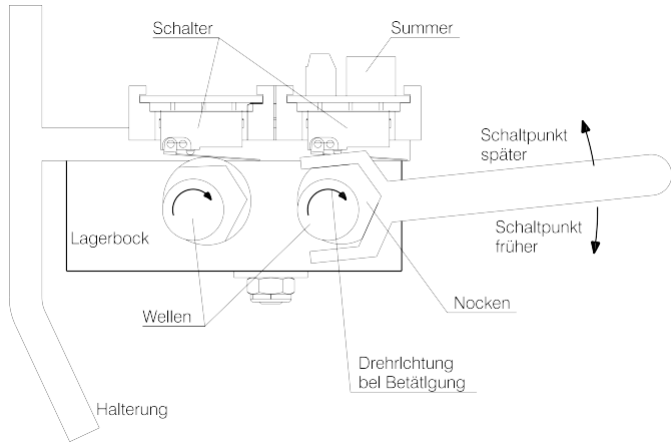 Schalter
Summer
Schaltpunkt
später
Lagerbock
Schaltpunkt
früher
Wellen
Nocken
DrehrIchtung
beI BetätIgung
Halterung